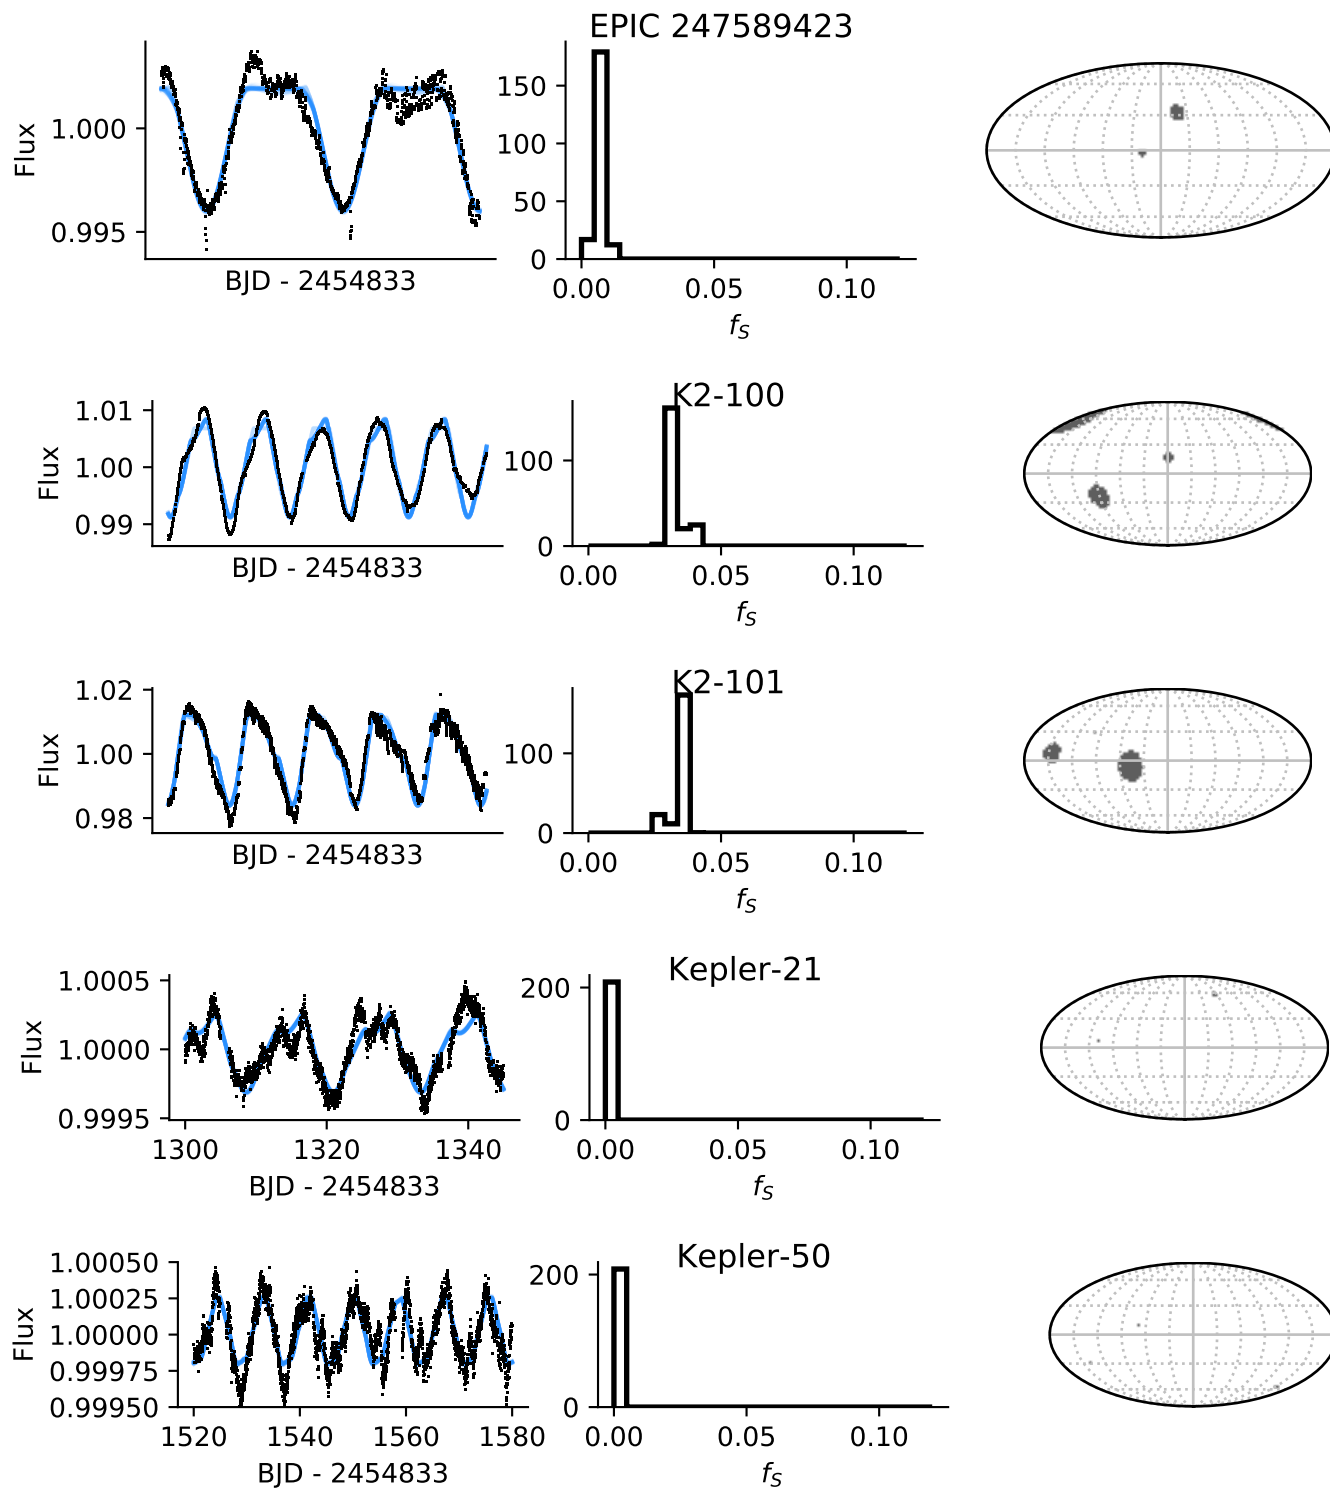 EPIC 247589423
Flux
1.000
0.995
BJD - 2454833
150
100
50
0
0.00 0.05 0.10
f_S
K2-100
Flux
1.01
1.00
0.99
BJD - 2454833
100
0
0.00 0.05 0.10
f_S
K2-101
Flux
1.02
1.00
0.98
BJD - 2454833
100
0
0.00 0.05 0.10
f_S
Kepler-21
Flux
1.0005
1.0000
0.9995
1300 1320 1340
BJD - 2454833
200
0
0.00 0.05 0.10
f_S
Kepler-50
Flux
1.00050
1.00025
1.00000
0.99975
0.99950
1520 1540 1560 1580
BJD - 2454833
200
0
0.00 0.05 0.10
f_S